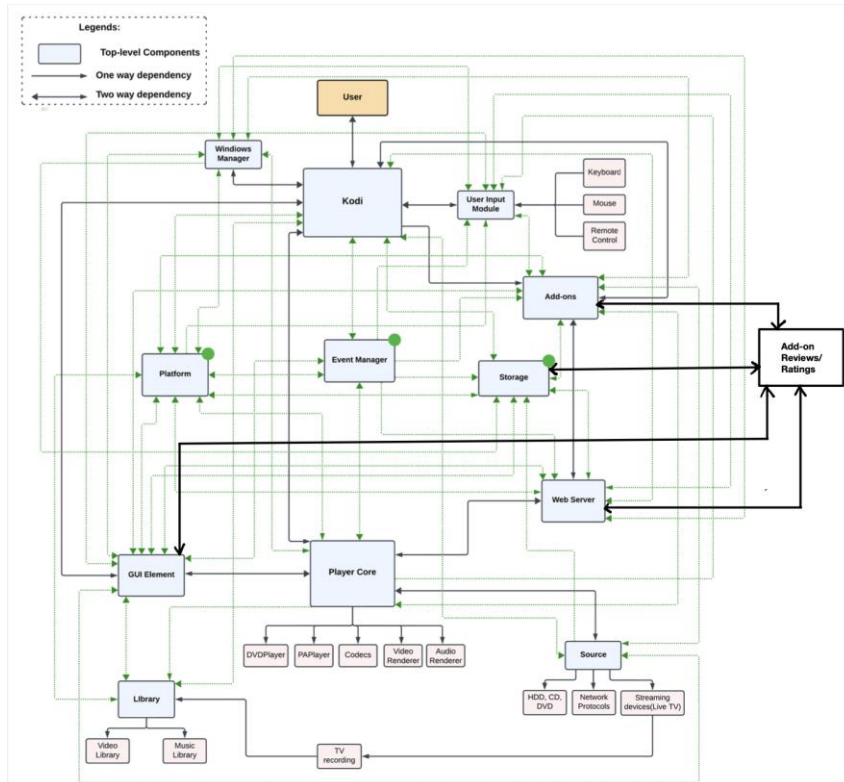 Legends:
Top-level Components
One way dependency
Two way dependency
User
Wiindows
Manager
Kodi
User Input
Module
Keyboard
Mouse
Remote
Control
Add-ons
Add-on
Reviews/
Ratings
Platform
Event Manager
Storage
Web Server
GUI Element
Player Core
DVDPlayer
PAPlayer
Codecs
Video
Renderer
Audio
Renderer
Source
HDD, CD,
DVD
Network
Protocols
Streaming
devices(Live TV)
Library
Video
Library
Music
Library
TV
recording